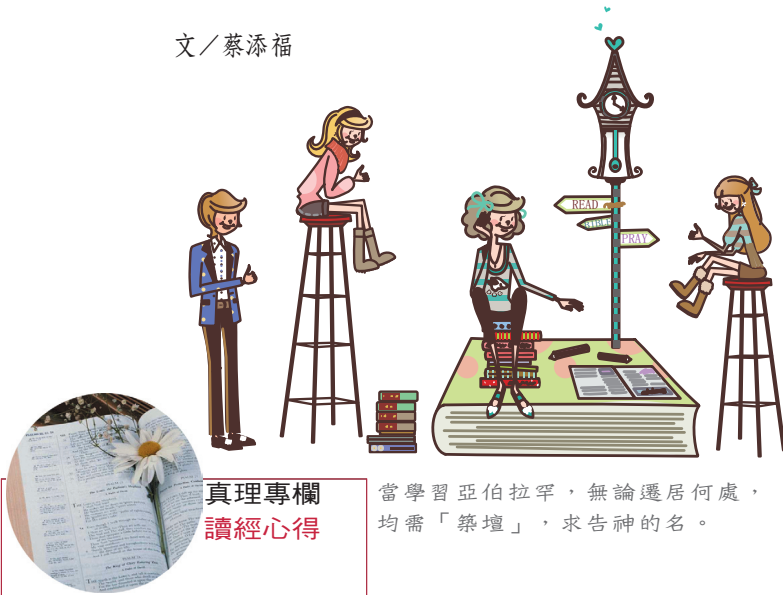 文／蔡添福
READ
BIBLE
PRAY
真理專欄
讀經心得
當學習亞伯拉罕，無論遷居何處，
均需「築壇」，求告神的名。